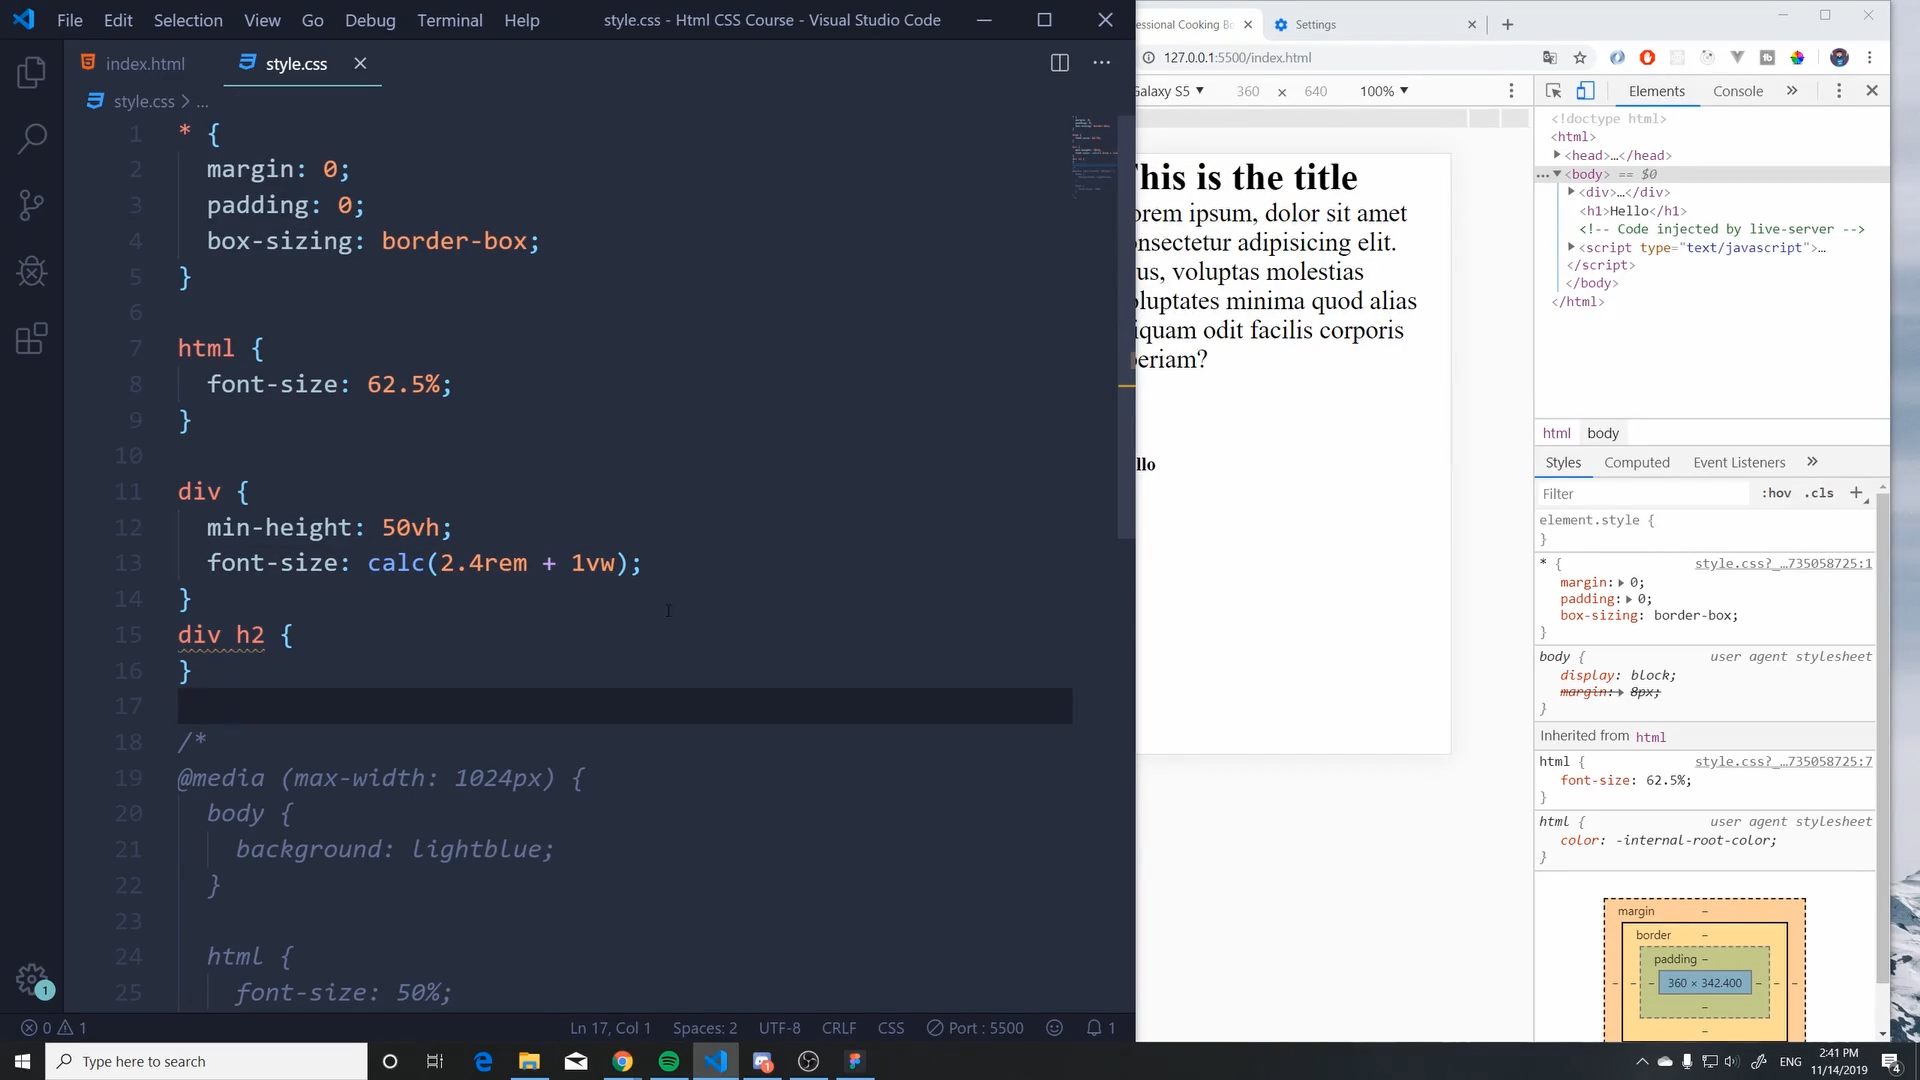 File Edit Selection View Go Debug Terminal Help style.css - Html CSS Course - Visual Studio Code
index.html style.css
style.css > ...
1 * {
2 margin: 0;
3 padding: 0;
4 box-sizing: border-box;
5 }
6
7 html {
8 font-size: 62.5%;
9 }
10
11 div {
12 min-height: 50vh;
13 font-size: calc(2.4rem + 1vw);
14 }
15 div h2 {
16 }
17
18 /*
19 @media (max-width: 1024px) {
20 body {
21 background: lightblue;
22 }
23
24 html {
25 font-size: 50%;
1
0 1 Ln 17, Col 1 Spaces: 2 UTF-8 CRLF CSS Port : 5500 1
essional Cooking Bo Settings
127.0.0.1:5500/index.html
Galaxy S5 360 × 640 100%
This is the title
orem ipsum, dolor sit amet
onsectetur adipisicing elit.
us, voluptas molestias
oluptates minima quod alias
iquam odit facilis corporis
periam?
llo
Elements Console »
<!doctype html>
<html>
<head>…</head>
<body> == $0
<div>…</div>
<h1>Hello</h1>
<!-- Code injected by live-server -->
<script type="text/javascript">…
</script>
</body>
</html>
html body
Styles Computed Event Listeners »
Filter :hov .cls +
element.style {
}
* { style.css?_…735058725:1
margin: 0;
padding: 0;
box-sizing: border-box;
}
body { user agent stylesheet
display: block;
margin: 8px;
}
Inherited from html
html { style.css?_…735058725:7
font-size: 62.5%;
}
html { user agent stylesheet
color: -internal-root-color;
}
margin –
border –
padding –
– – – 360 × 342.400 – – –
–
–
Type here to search
1
ENG 2:41 PM
11/14/2019 4